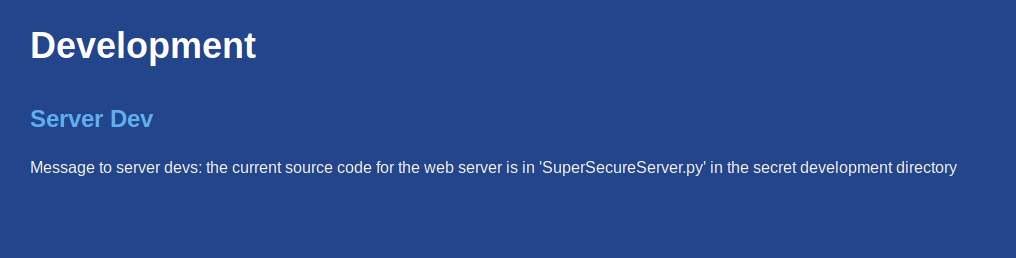 Development
Server Dev
Message to server devs: the current source code for the web server is in 'SuperSecureServer.py' in the secret development directory